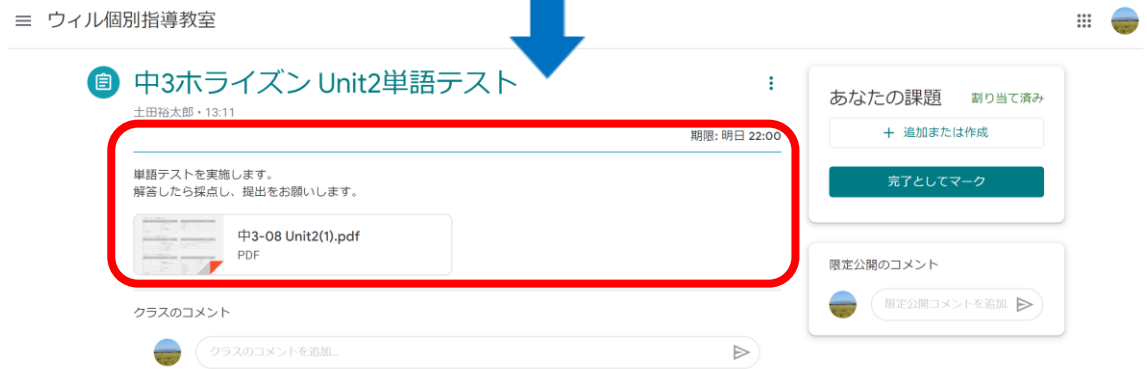 ウィル個別指導教室
中3ホライズン Unit2単語テスト
土田裕太郎・13:11
期限: 明日 22:00
単語テストを実施します。
解答したら採点し、提出をお願いします。
中3-08 Unit2(1).pdf
PDF
クラスのコメント
クラスのコメントを追加...
あなたの課題 割り当て済み
+ 追加または作成
完了としてマーク
限定公開のコメント
限定公開コメントを追加